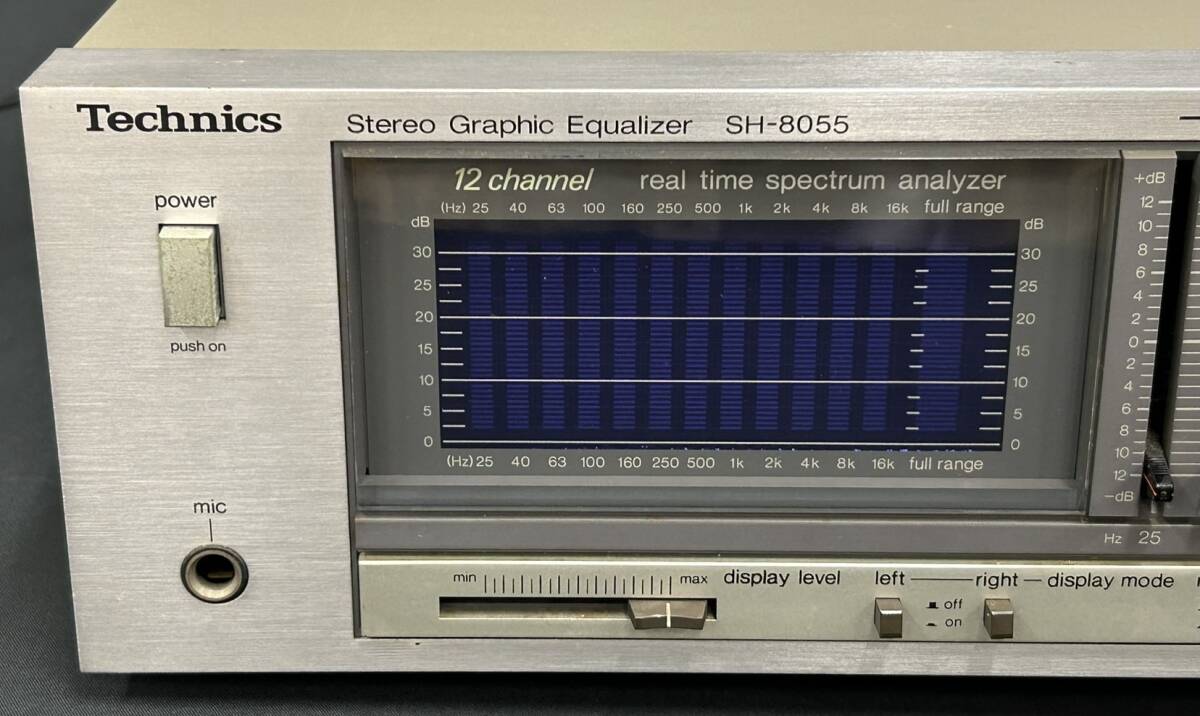 Technics
Stereo Graphic Equalizer SH-8055
power
push on
mic
12 channel real time spectrum analyzer
(Hz) 25 40 63 100 160 250 500 1k 2k 4k 8k 16k full range
dB dB
30 30
25 25
20 20
15 15
10 10
5 5
0 0
(Hz) 25 40 63 100 160 250 500 1k 2k 4k 8k 16k full range
+dB
12
10
8
6
4
2
0
2
4
6
8
10
12
-dB
Hz 25
min max display level
left right display mode
off
on